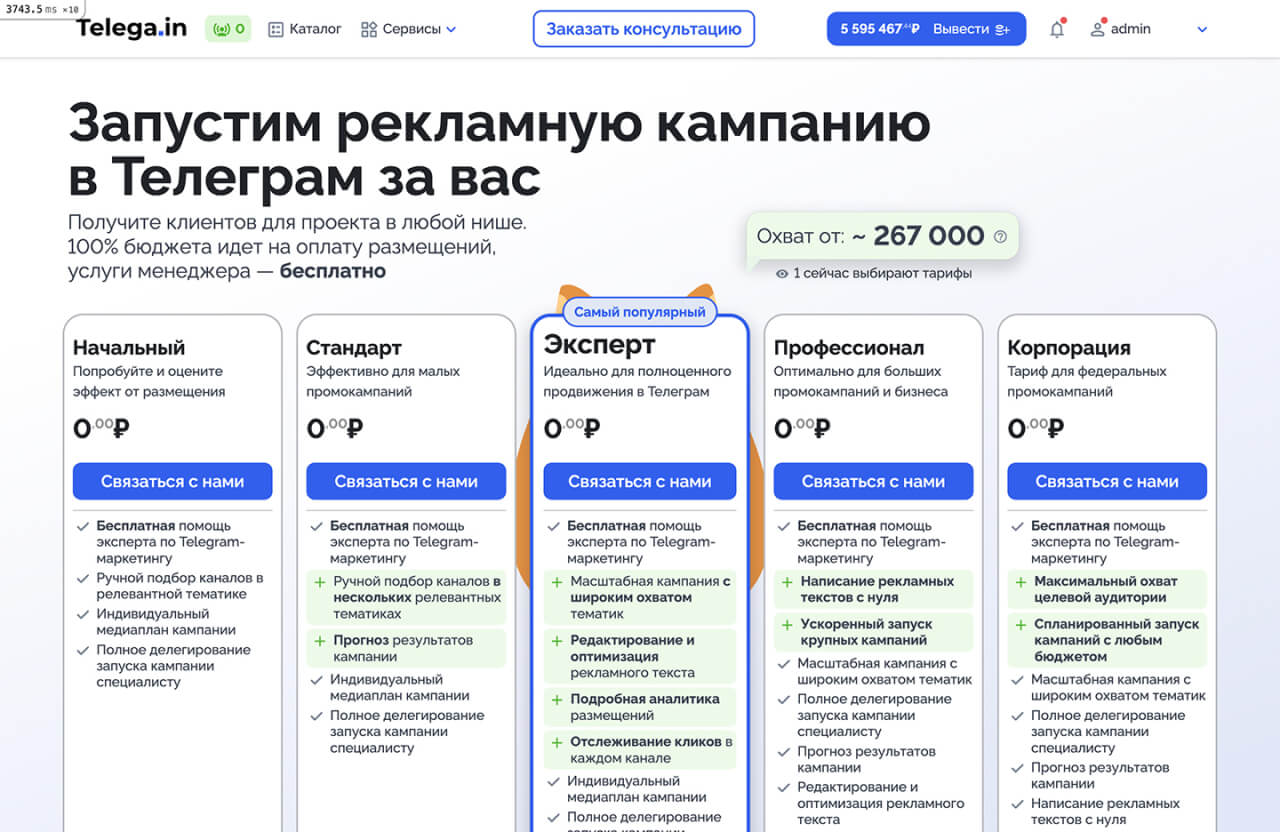 3743.5 ms ×10
Telega.in
0
Каталог
Сервисы
Заказать консультацию
5 595 467 ₽ Вывести
admin
Запустим рекламную кампанию
в Телеграм за вас
Получите клиентов для проекта в любой нише.
100% бюджета идет на оплату размещений,
услуги менеджера — бесплатно
Охват от: ~ 267 000
1 сейчас выбирают тарифы
Начальный
Попробуйте и оцените
эффект от размещения
0.00₽
Связаться с нами
Бесплатная помощь
эксперта по Telegram-
маркетингу
Ручной подбор каналов в
релевантной тематике
Индивидуальный
медиаплан кампании
Полное делегирование
запуска кампании
специалисту
Стандарт
Эффективно для малых
промокампаний
0.00₽
Связаться с нами
Бесплатная помощь
эксперта по Telegram-
маркетингу
Ручной подбор каналов в
нескольких релевантных
тематиках
Прогноз результатов
кампании
Индивидуальный
медиаплан кампании
Полное делегирование
запуска кампании
специалисту
Самый популярный
Эксперт
Идеально для полноценного
продвижения в Телеграм
0.00₽
Связаться с нами
Бесплатная помощь
эксперта по Telegram-
маркетингу
Масштабная кампания с
широким охватом
тематик
Редактирование и
оптимизация
рекламного текста
Подробная аналитика
размещений
Отслеживание кликов в
каждом канале
Индивидуальный
медиаплан кампании
Полное делегирование
запуска кампании
Профессионал
Оптимально для больших
промокампаний и бизнеса
0.00₽
Связаться с нами
Бесплатная помощь
эксперта по Telegram-
маркетингу
Написание рекламных
текстов с нуля
Ускоренный запуск
крупных кампаний
Масштабная кампания с
широким охватом тематик
Полное делегирование
запуска кампании
специалисту
Прогноз результатов
кампании
Редактирование и
оптимизация рекламного
текста
Корпорация
Тариф для федеральных
промокампаний
0.00₽
Связаться с нами
Бесплатная помощь
эксперта по Telegram-
маркетингу
Максимальный охват
целевой аудитории
Спланированный запуск
кампаний с любым
бюджетом
Масштабная кампания с
широким охватом тематик
Полное делегирование
запуска кампании
специалисту
Прогноз результатов
кампании
Написание рекламных
текстов с нуля